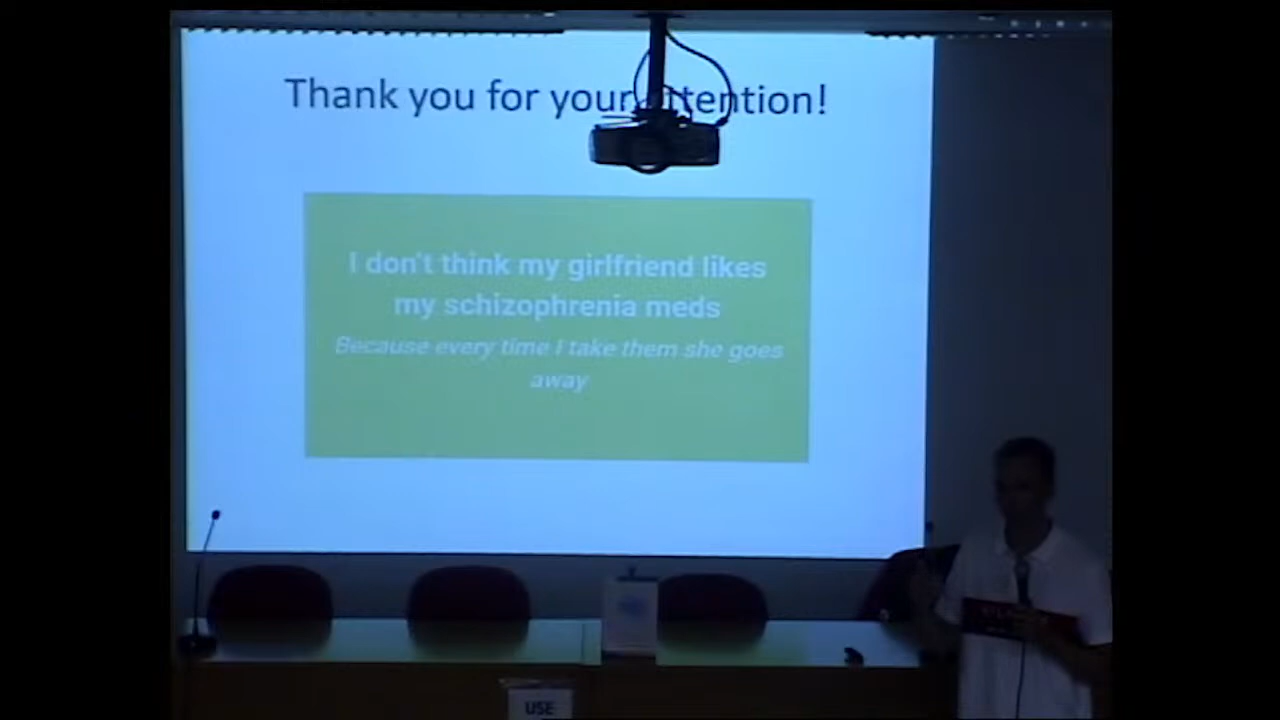 Thank you for your attention!
I don't think my girlfriend likes
my schizophrenia meds
Because every time I take them she goes
away
USE